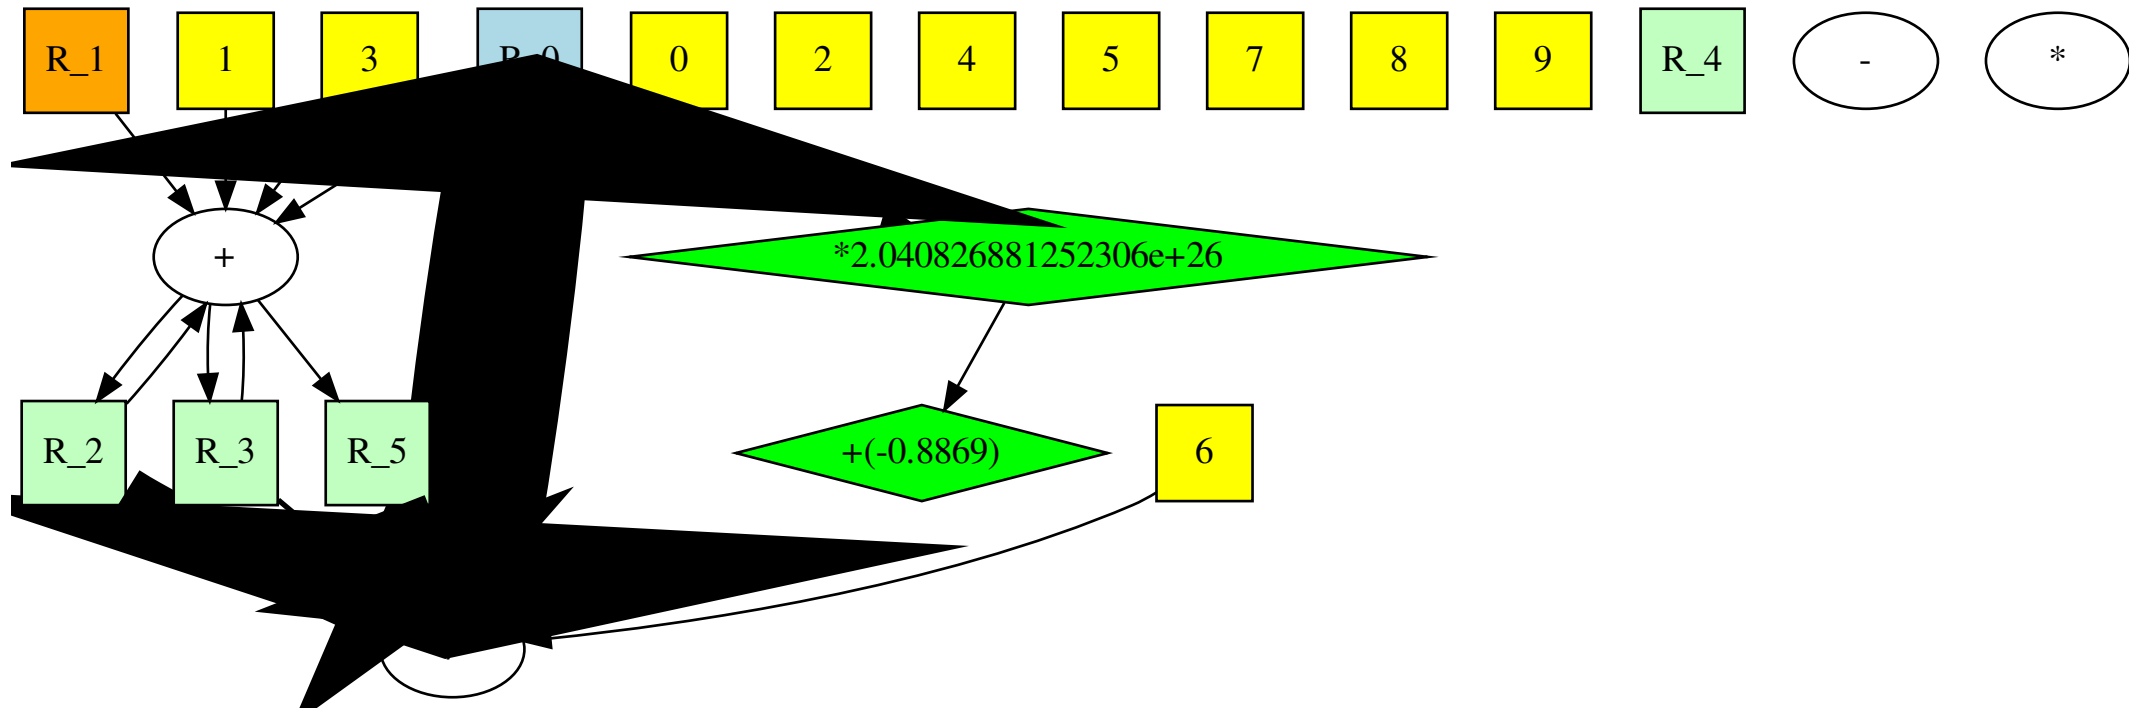 R_1 1 3 R_0 0 2 4 5 7 8 9 R_4 - *
+ *2.040826881252306e+26
R_2 R_3 R_5 +(-0.8869) 6